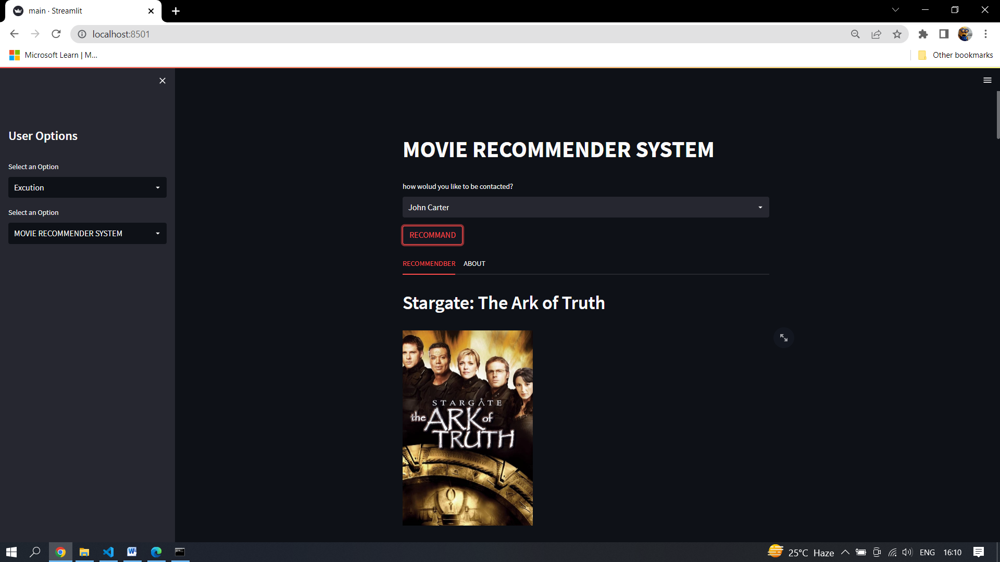 main · Streamlit
localhost:8501
Microsoft Learn | M...
Other bookmarks
User Options
Select an Option
Excution
Select an Option
MOVIE RECOMMENDER SYSTEM
MOVIE RECOMMENDER SYSTEM
how wolud you like to be contacted?
John Carter
RECOMMAND
RECOMMENDBER ABOUT
Stargate: The Ark of Truth
STARGATE
the ARK of
TRUTH
25°C Haze ENG 16:10